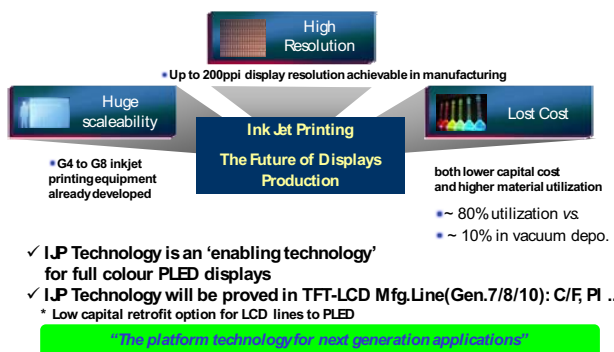 High
Resolution
Up to 200ppi display resolution achievable in manufacturing
Huge
scaleability
Lost Cost
Ink Jet Printing
The Future of Displays
Production
G4 to G8 inkjet
printing equipment
already developed
both lower capital cost
and higher material utilization
~ 80% utilization vs.
~ 10% in vacuum depo.
✓ IJP Technology is an ‘enabling technology’
for full colour PLED displays
✓ IJP Technology will be proved in TFT-LCD Mfg.Line(Gen.7/8/10): C/F, PI ..
* Low capital retrofit option for LCD lines to PLED
“The platform technology for next generation applications”